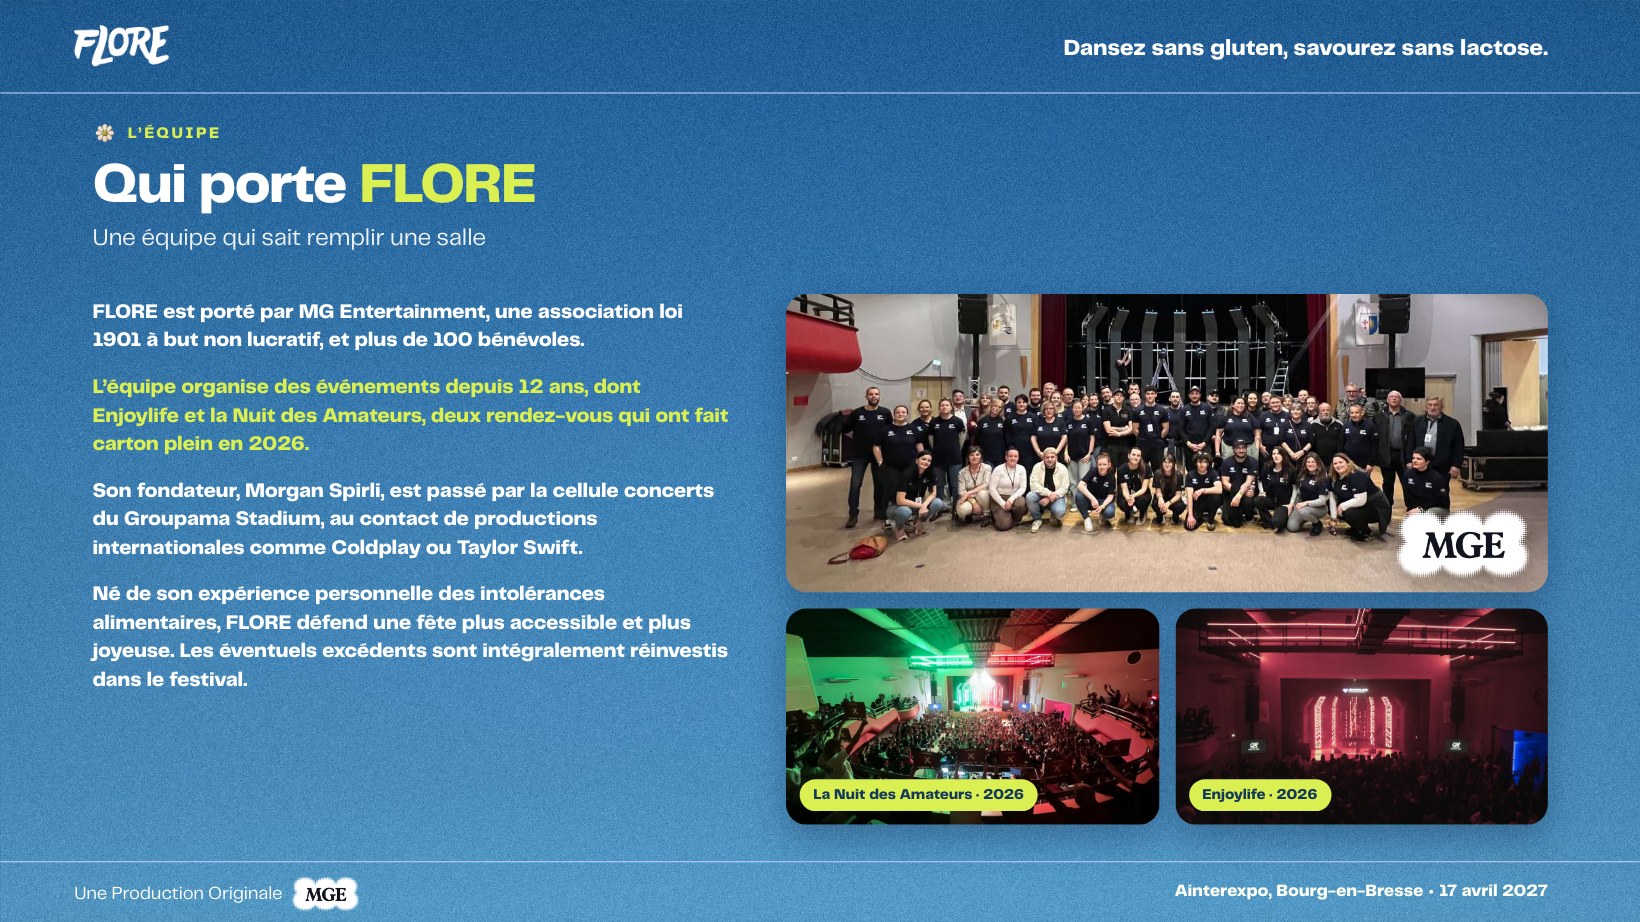 FLORE
Dansez sans gluten, savourez sans lactose.
L'ÉQUIPE
Qui porte FLORE
Une équipe qui sait remplir une salle
FLORE est porté par MG Entertainment, une association loi
1901 à but non lucratif, et plus de 100 bénévoles.
L'équipe organise des événements depuis 12 ans, dont
Enjoylife et la Nuit des Amateurs, deux rendez-vous qui ont fait
carton plein en 2026.
Son fondateur, Morgan Spirli, est passé par la cellule concerts
du Groupama Stadium, au contact de productions
internationales comme Coldplay ou Taylor Swift.
Né de son expérience personnelle des intolérances
alimentaires, FLORE défend une fête plus accessible et plus
joyeuse. Les éventuels excédents sont intégralement réinvestis
dans le festival.
MGE
La Nuit des Amateurs · 2026
Enjoylife · 2026
Une Production Originale MGE
Ainterexpo, Bourg-en-Bresse • 17 avril 2027